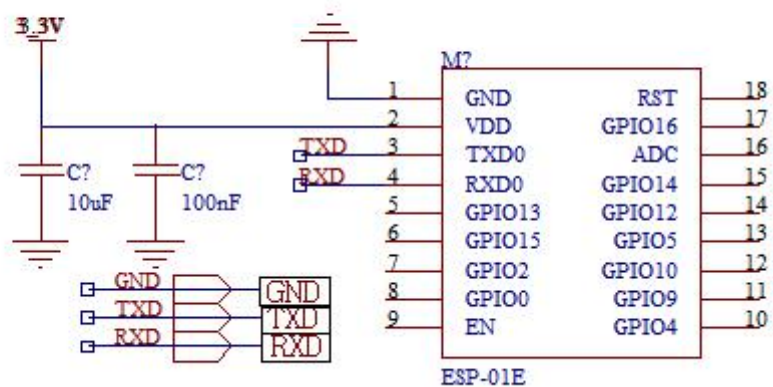 3.3V
M?
1 GND RST 18
2 VDD GPIO16 17
TXD 3 TXD0 ADC 16
RXD 4 RXD0 GPIO14 15
5 GPIO13 GPIO12 14
6 GPIO15 GPIO5 13
7 GPIO2 GPIO10 12
8 GPIO0 GPIO9 11
9 EN GPIO4 10
ESP-01E
C? C?
10uF 100nF
GND GND
TXD TXD
RXD RXD